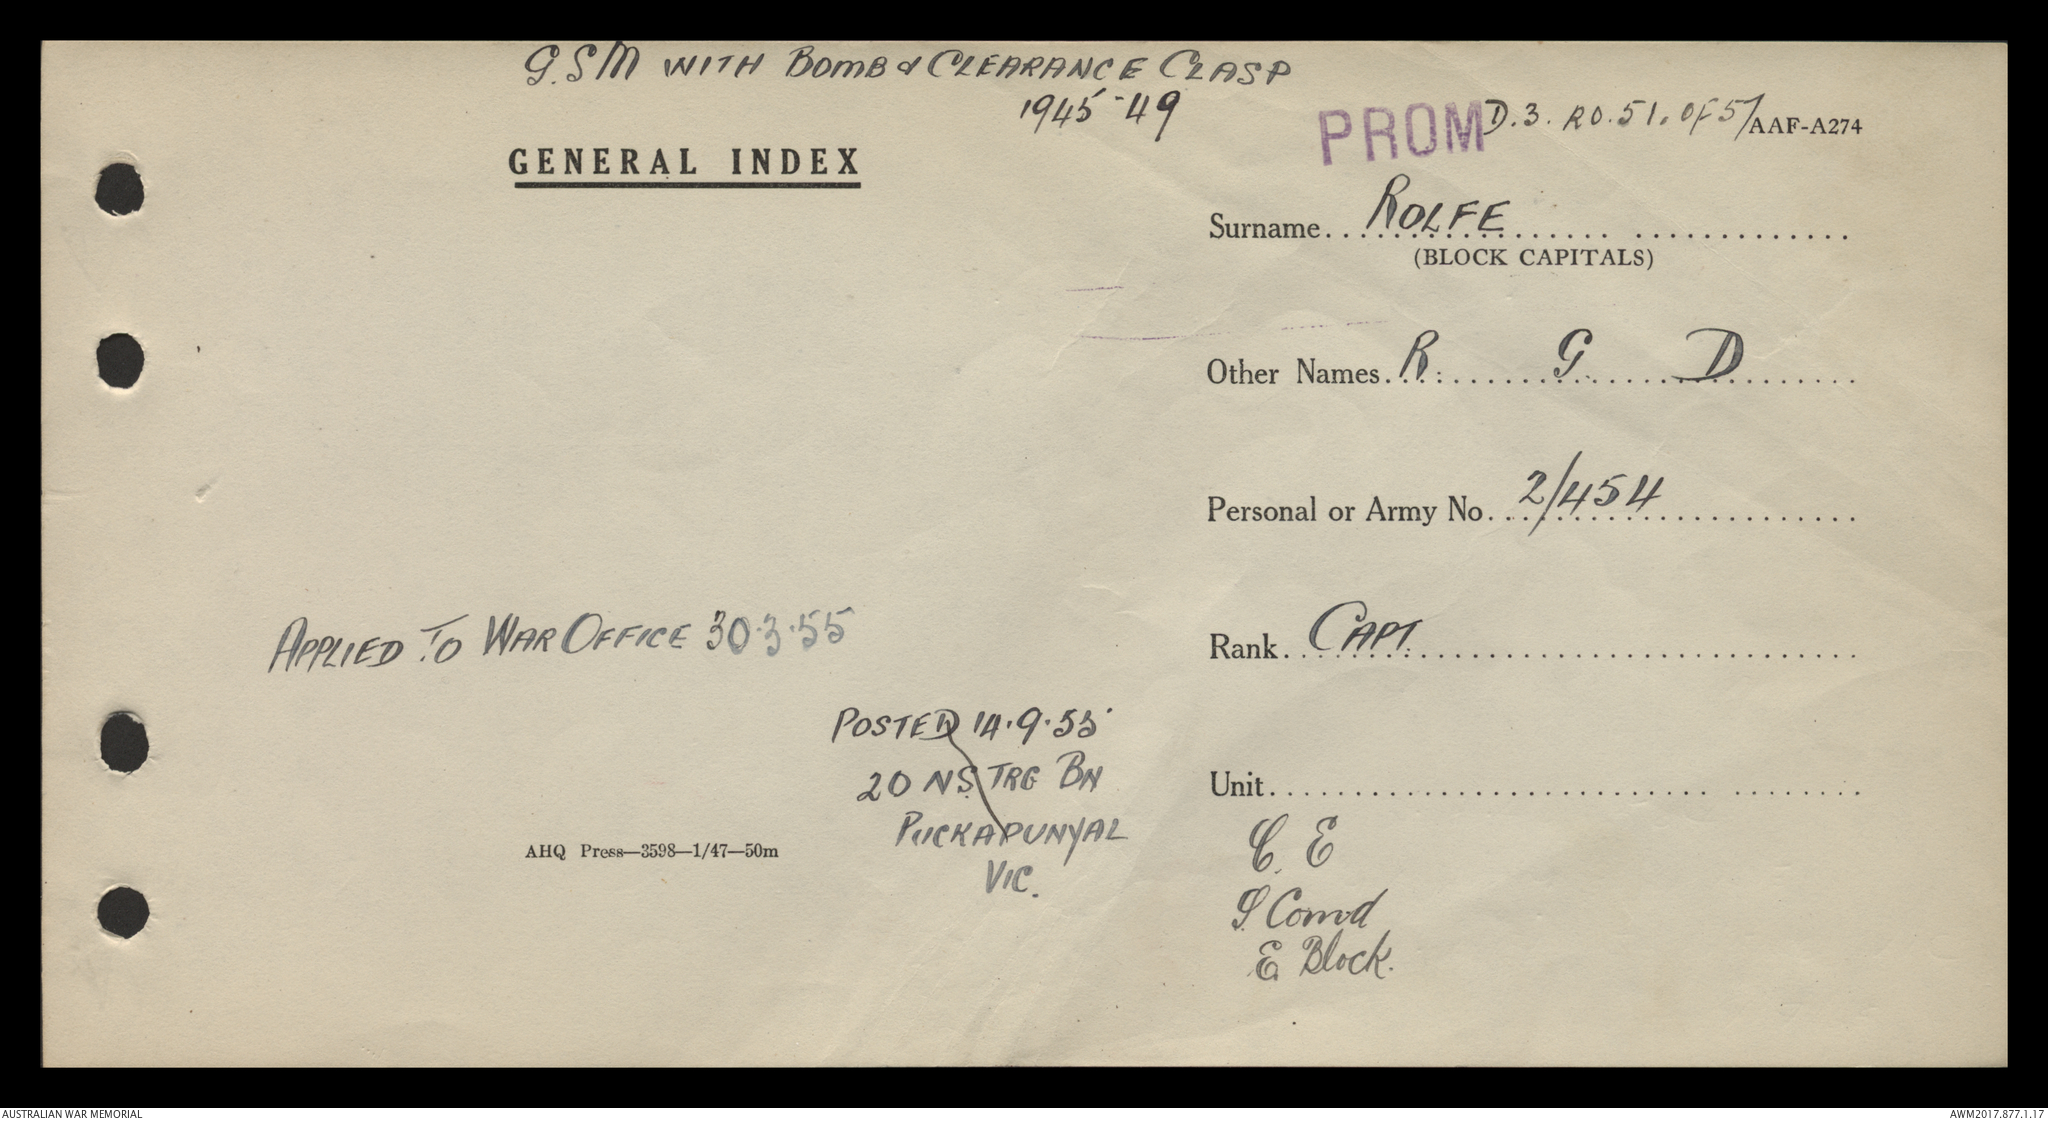 G.S.M WITH BOMB & CLEARANCE CLASP
1945-49
PROM D.3. RO.51. OF 51
AAF-A274
GENERAL INDEX
Surname ROLFE
(BLOCK CAPITALS)
Other Names R. G. D
Personal or Army No. 2/454
Rank CAPT.
APPLIED TO WAR OFFICE 30.3.55
POSTED 14.9.55
20 NS TRG BN
PUCKAPUNYAL
VIC.
Unit
C. E
S. Comd
E Block.
AHQ Press—3598—1/47—50m
AUSTRALIAN WAR MEMORIAL
AWM2017.877.1.17